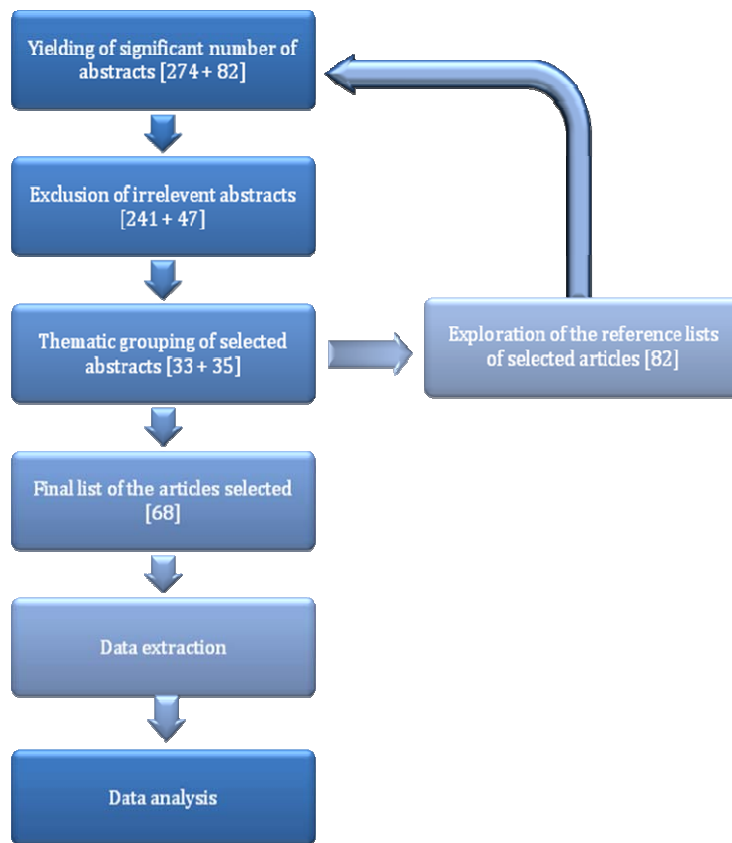 Yielding of significant number of
abstracts [274 + 82]
Exclusion of irrelevent abstracts
[241 + 47]
Thematic grouping of selected
abstracts [33 + 35]
Exploration of the reference lists
of selected articles [82]
Final list of the articles selected
[68]
Data extraction
Data analysis